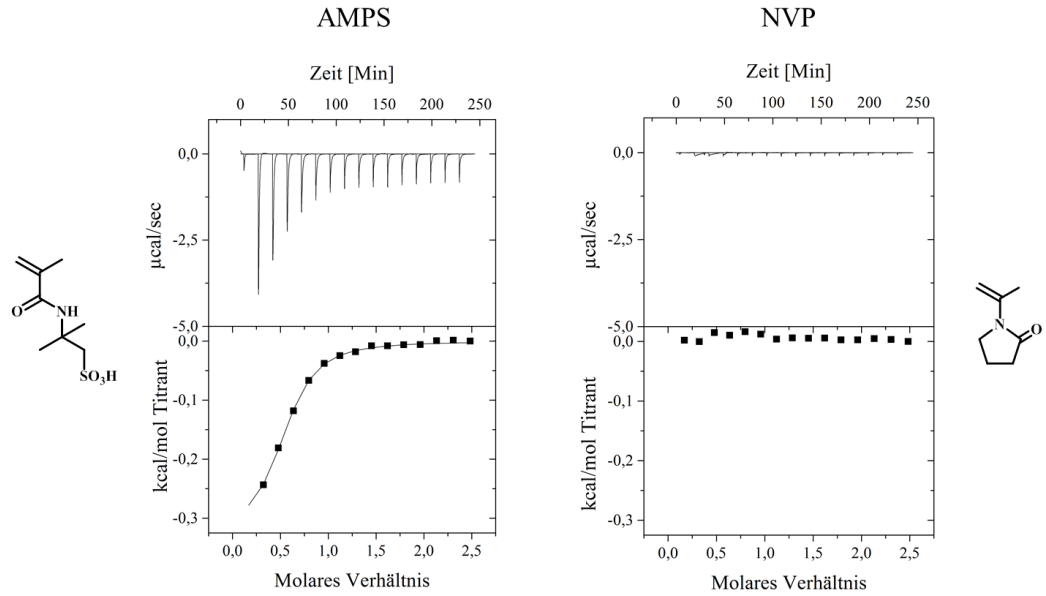 AMPS
NVP
Zeit [Min]
0 50 100 150 200 250
0,0
-2,5
-5,0
µcal/sec
0,0
-0,1
-0,2
-0,3
kcal/mol Titrant
0,0 0,5 1,0 1,5 2,0 2,5
Molares Verhältnis
O
NH
SO3H
Zeit [Min]
0 50 100 150 200 250
0,0
-2,5
-5,0
µcal/sec
0,0
-0,1
-0,2
-0,3
kcal/mol Titrant
0,0 0,5 1,0 1,5 2,0 2,5
Molares Verhältnis
N
O